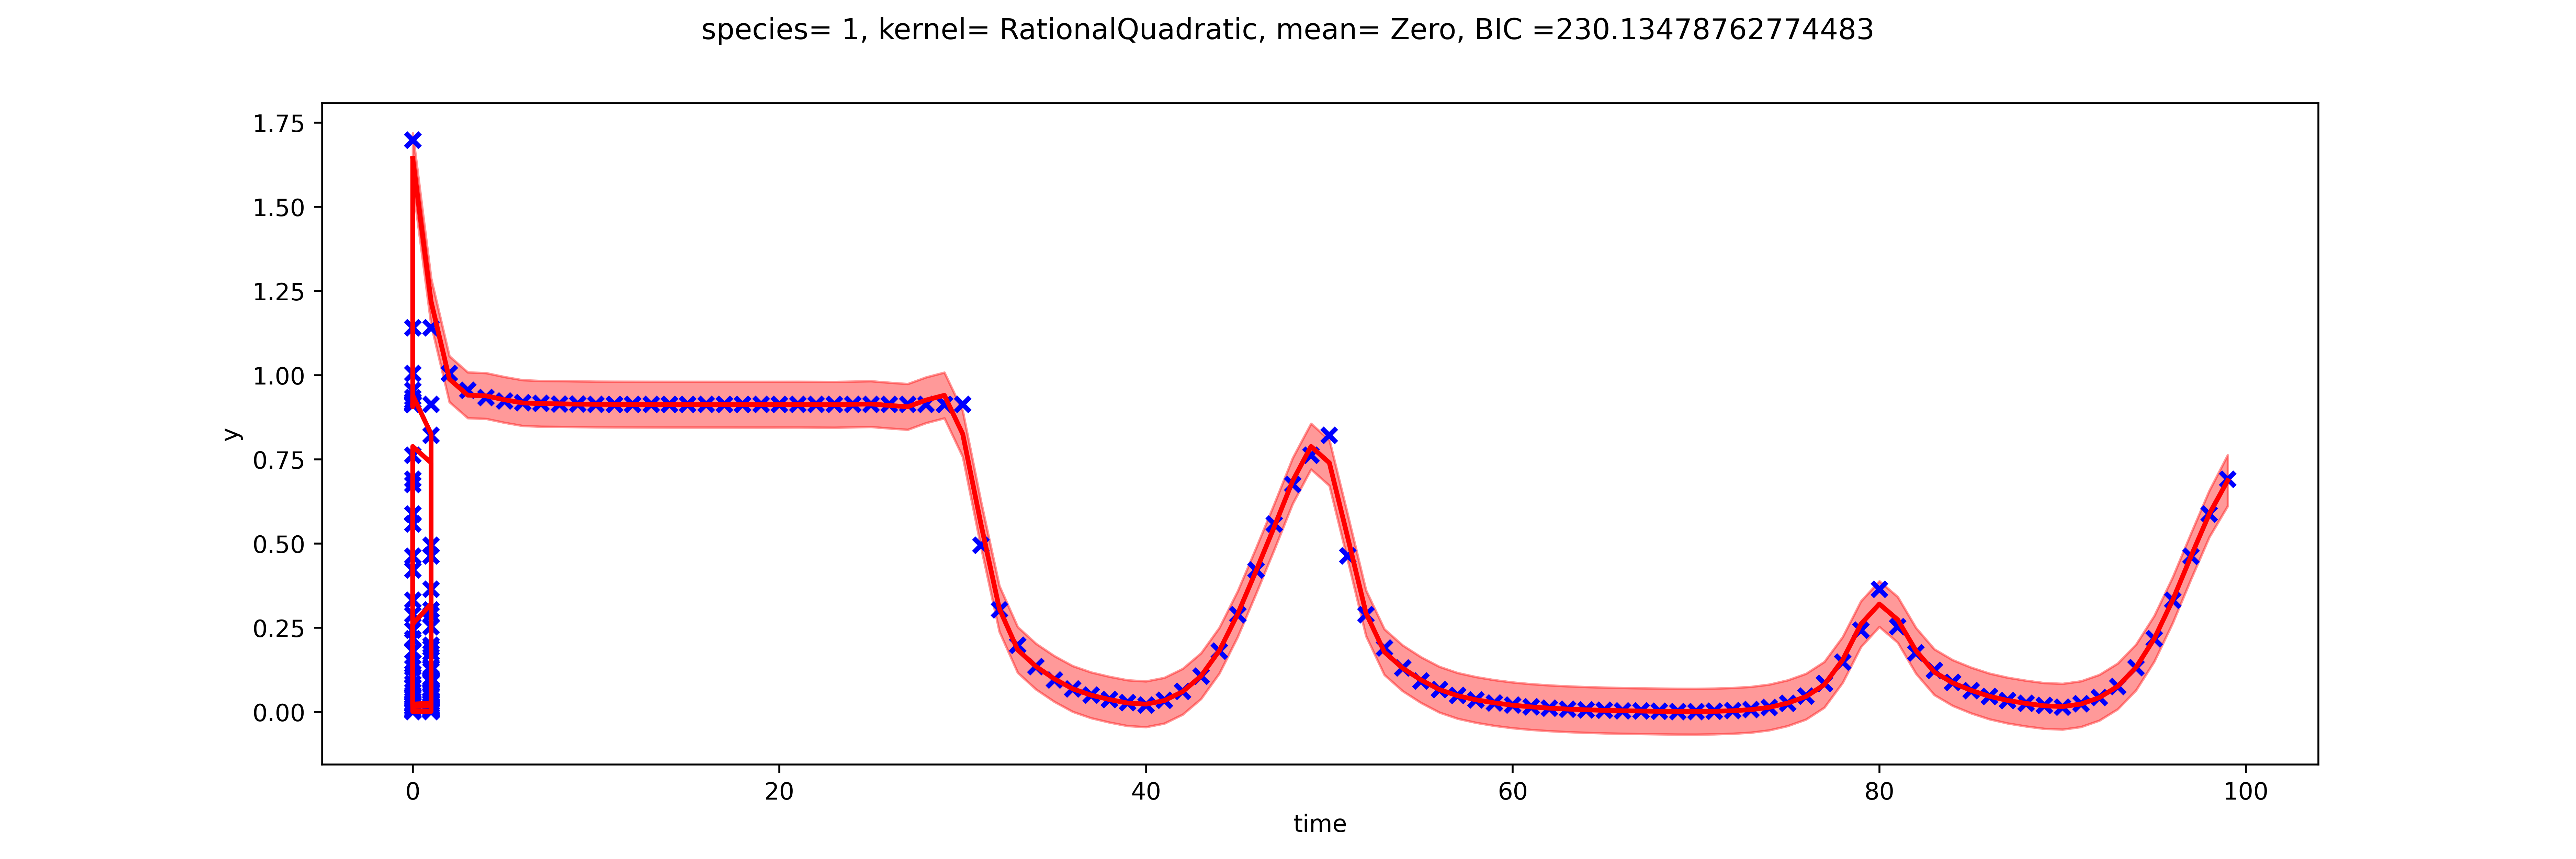 species= 1, kernel= RationalQuadratic, mean= Zero, BIC =230.13478762774483
1.75
1.50
1.25
1.00
0.75
0.50
0.25
0.00
y
0 20 40 60 80 100
time